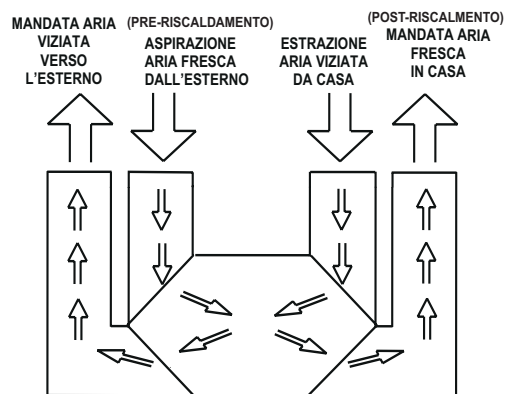 MANDATA ARIA
VIZIATA
VERSO
L'ESTERNO
(PRE-RISCALDAMENTO)
ASPIRAZIONE
ARIA FRESCA
DALL'ESTERNO
ESTRAZIONE
ARIA VIZIATA
DA CASA
(POST-RISCALMENTO)
MANDATA ARIA
FRESCA
IN CASA